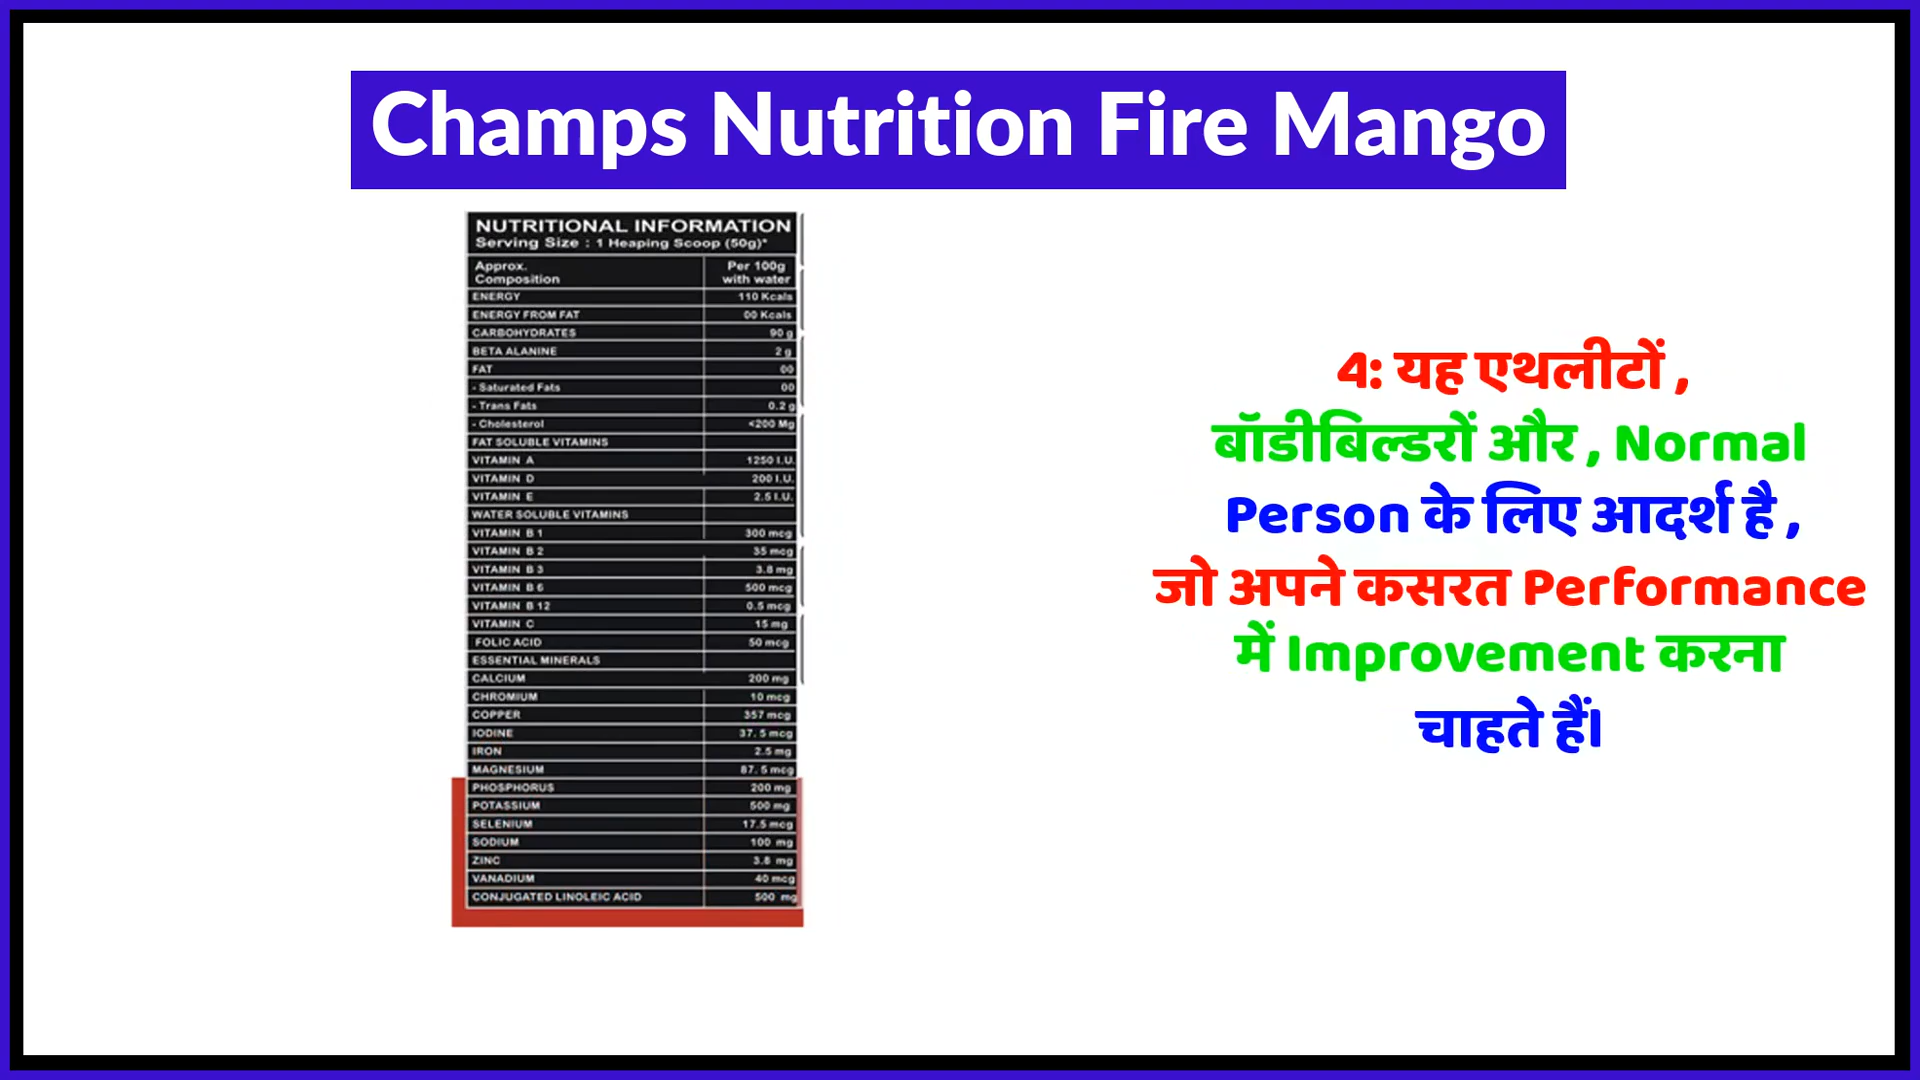 Champs Nutrition Fire Mango
NUTRITIONAL INFORMATION
Serving Size : 1 Heaping Scoop (50g)*
Approx. Composition Per 100g with water
ENERGY 110 Kcals
ENERGY FROM FAT 00 Kcals
CARBOHYDRATES 90 g
BETA ALANINE 2 g
FAT 00
- Saturated Fats 00
- Trans Fats 0.2 g
- Cholesterol <200 Mg
FAT SOLUBLE VITAMINS
VITAMIN A 1250 I.U.
VITAMIN D 200 I.U.
VITAMIN E 2.5 I.U.
WATER SOLUBLE VITAMINS
VITAMIN B 1 300 mcg
VITAMIN B 2 35 mcg
VITAMIN B 3 3.8 mg
VITAMIN B 6 500 mcg
VITAMIN B 12 0.5 mcg
VITAMIN C 15 mg
FOLIC ACID 50 mcg
ESSENTIAL MINERALS
CALCIUM 200 mg
CHROMIUM 10 mcg
COPPER 357 mcg
IODINE 37. 5 mcg
IRON 2.5 mg
MAGNESIUM 87. 5 mcg
PHOSPHORUS 200 mg
POTASSIUM 500 mg
SELENIUM 17.5 mcg
SODIUM 100 mg
ZINC 3.8 mg
VANADIUM 40 mcg
CONJUGATED LINOLEIC ACID 500 mg
4: यह एथलीटों ,
बॉडीबिल्डरों और , Normal
Person के लिए आदर्श है ,
जो अपने कसरत Performance
में Improvement करना
चाहते हैं।